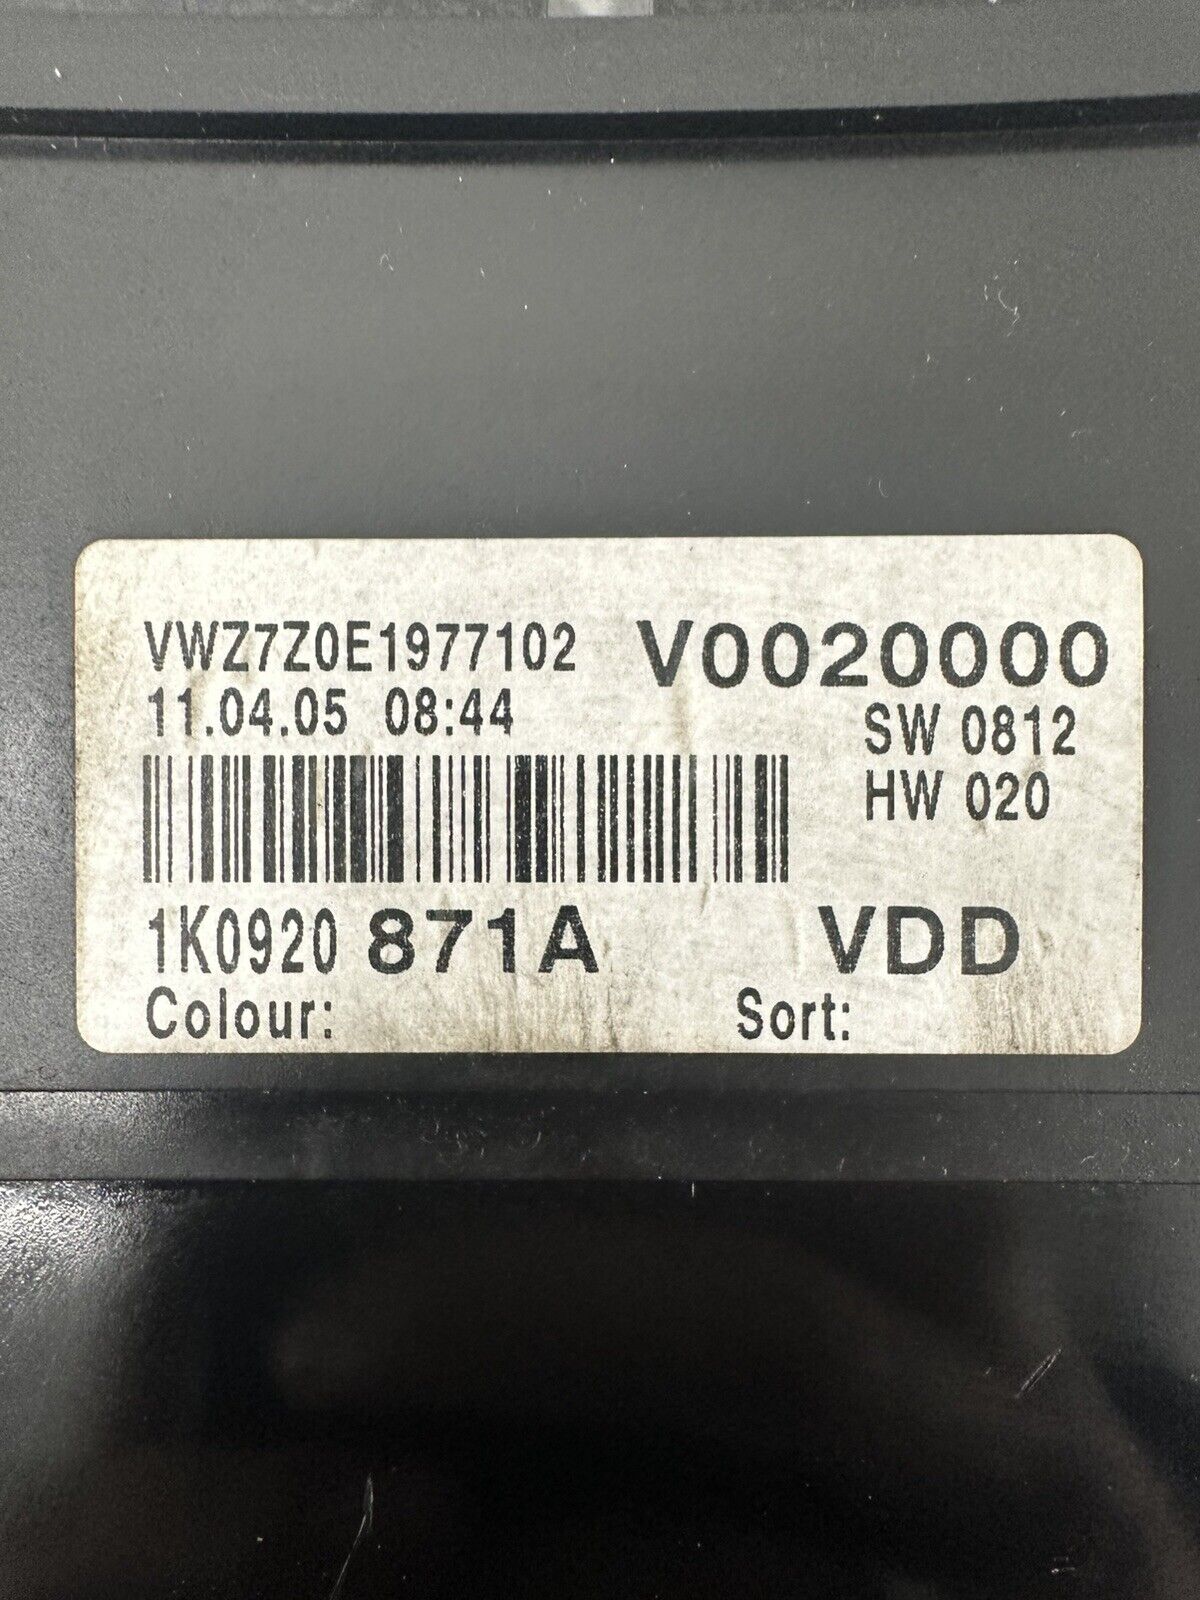 VWZ7Z0E1977102 V0020000
11.04.05 08:44 SW 0812
HW 020
1K0920 871A VDD
Colour: Sort: